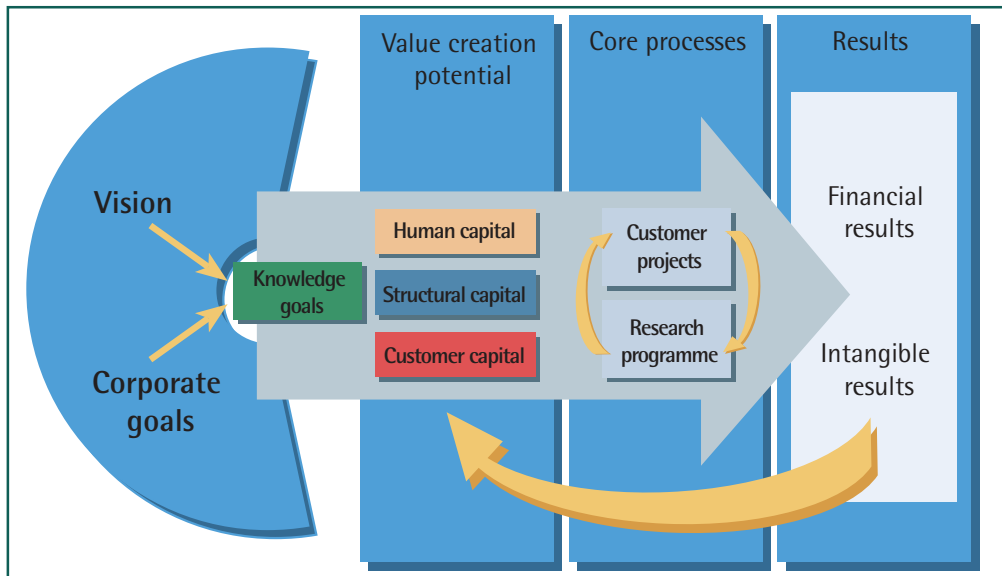 Value creation
potential
Core processes
Results
Vision
Corporate
goals
Knowledge
goals
Human capital
Structural capital
Customer capital
Customer
projects
Research
programme
Financial
results
Intangible
results